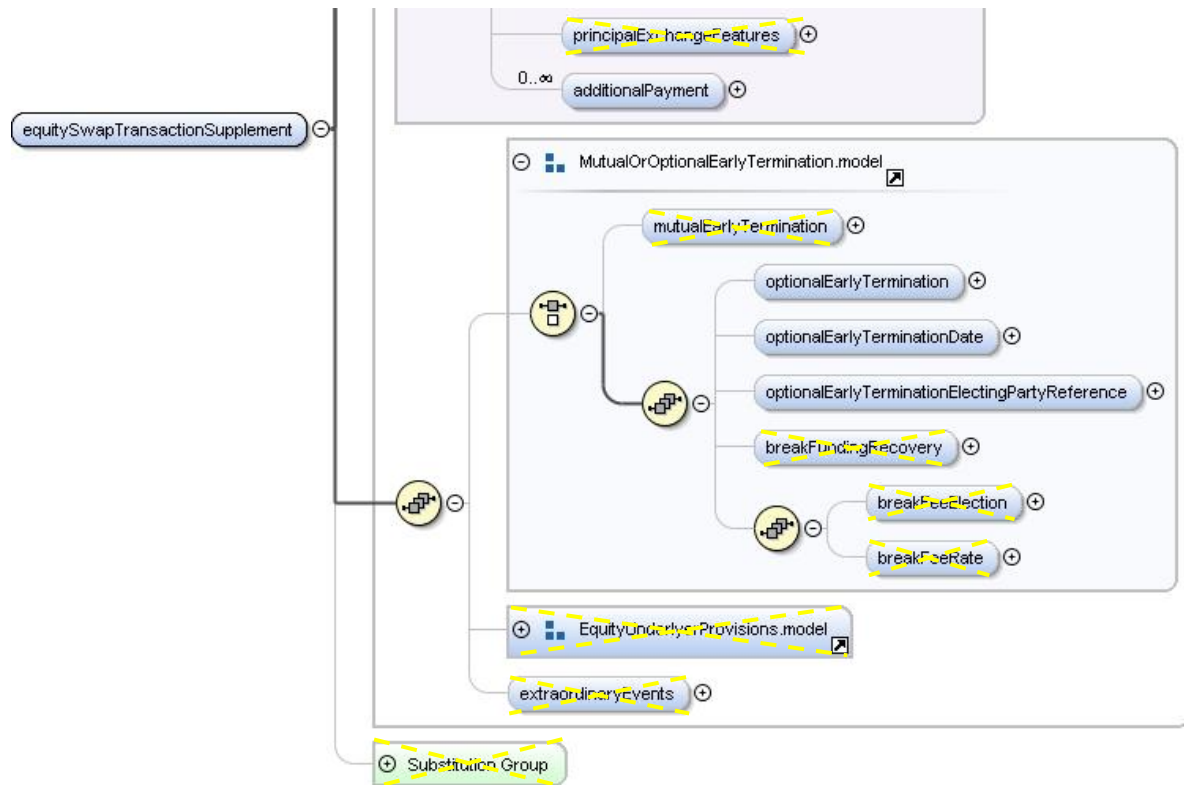 principalExchangeFeatures
0..∞
additionalPayment
equitySwapTransactionSupplement
MutualOrOptionalEarlyTermination.model
mutualEarlyTermination
optionalEarlyTermination
optionalEarlyTerminationDate
optionalEarlyTerminationElectingPartyReference
breakFundingRecovery
breakFeeElection
breakFeeRate
EquityUnderlyerProvisions.model
extraordinaryEvents
Substitution Group